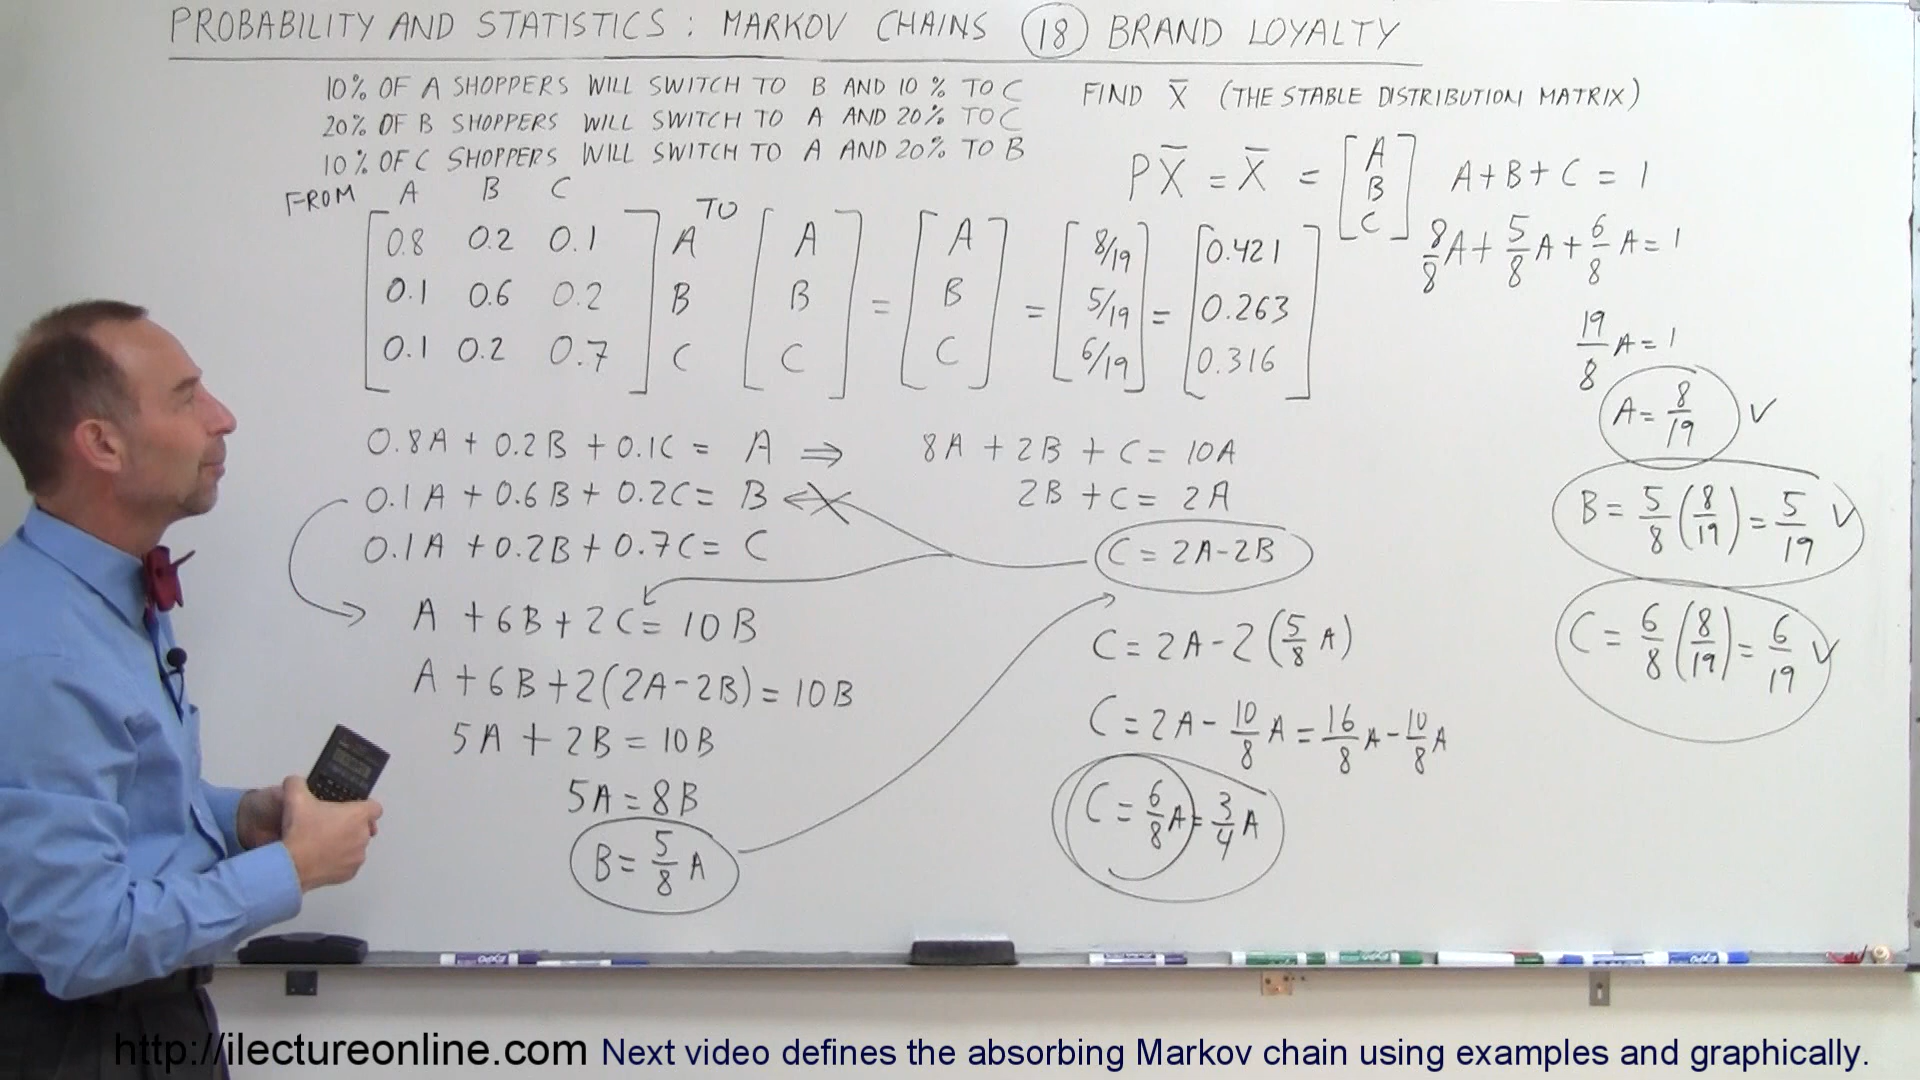 PROBABILITY AND STATISTICS : MARKOV CHAINS 18 BRAND LOYALTY
10% OF A SHOPPERS WILL SWITCH TO B AND 10% TO C
20% OF B SHOPPERS WILL SWITCH TO A AND 20% TO C
10% OF C SHOPPERS WILL SWITCH TO A AND 20% TO B
FIND X̅ (THE STABLE DISTRIBUTION MATRIX)
PX̅ = X̅ = [A B C] A+B+C = 1
8/8 A + 5/8 A + 6/8 A = 1
19/8 A = 1
A = 8/19 ✓
B = 5/8 (8/19) = 5/19 ✓
C = 6/8 (8/19) = 6/19 ✓
FROM A B C TO
0.8 0.2 0.1 A A A 8/19 0.421
0.1 0.6 0.2 B B = B = 5/19 = 0.263
0.1 0.2 0.7 C C C 6/19 0.316
0.8A + 0.2B + 0.1C = A ⇒ 8A + 2B + C = 10A
0.1A + 0.6B + 0.2C = B 2B + C = 2A
0.1A + 0.2B + 0.7C = C C = 2A-2B
A + 6B + 2C = 10B
A + 6B + 2(2A-2B) = 10B
5A + 2B = 10B
5A = 8B
B = 5/8 A
C = 2A - 2(5/8 A)
C = 2A - 10/8 A = 16/8 A - 10/8 A
C = 6/8 A = 3/4 A
http://ilectureonline.com Next video defines the absorbing Markov chain using examples and graphically.